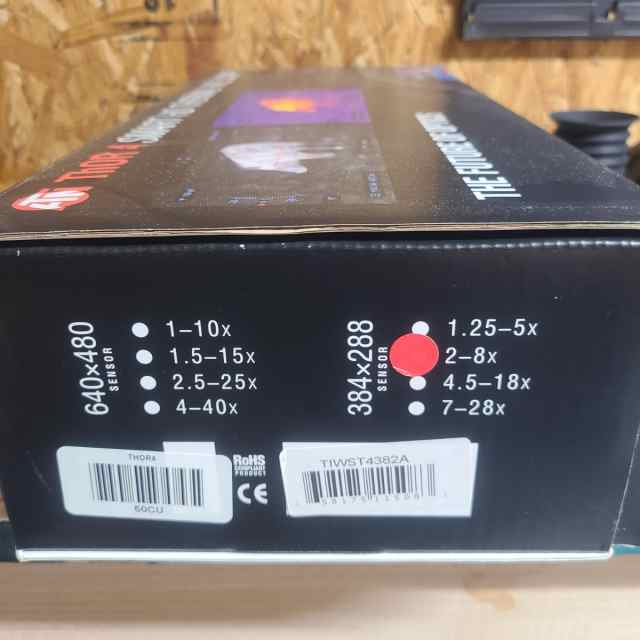 ATN THOR 4
THE FUTURE OF OPTICS
640×480
SENSOR
1–10x
1.5–15x
2.5–25x
4–40x
384×288
SENSOR
1.25–5x
2–8x
4.5–18x
7–28x
THOR4
60CU
RoHS
COMPLIANT
PRODUCT
CE
TIWST4382A